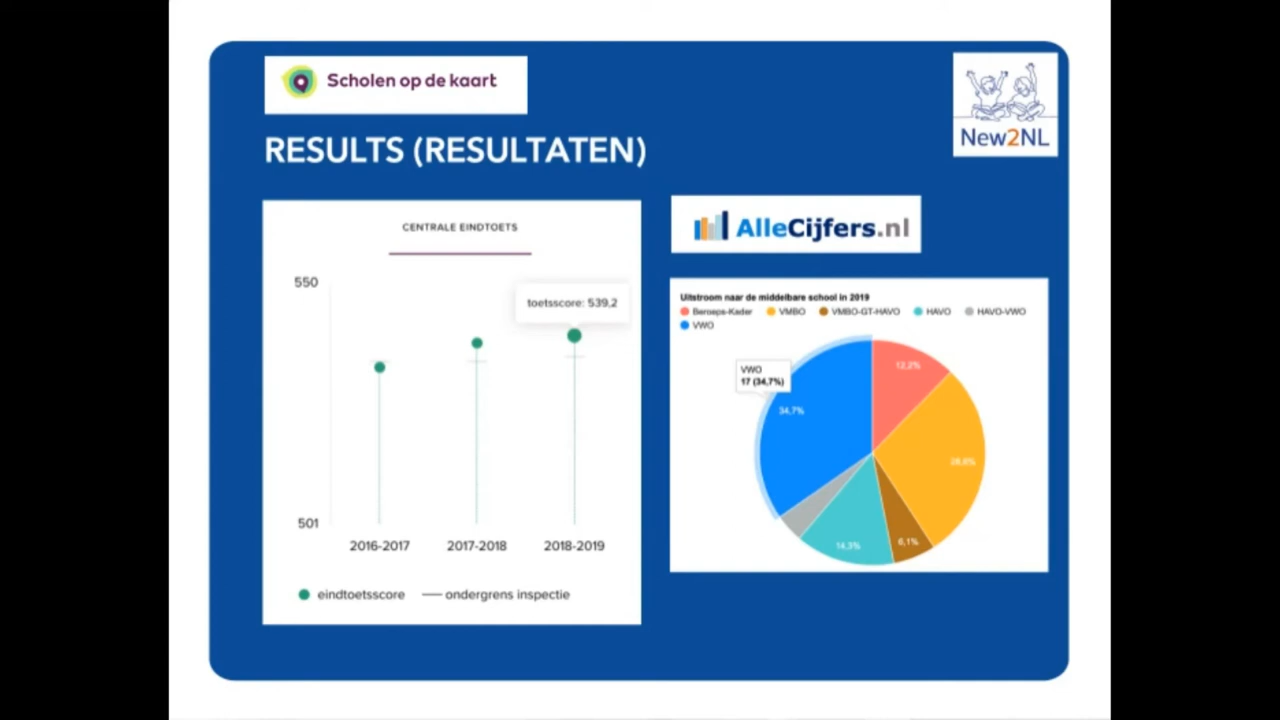 Scholen op de kaart
New2NL
RESULTS (RESULTATEN)
CENTRALE EINDTOETS
550
toetsscore: 539,2
501
2016-2017 2017-2018 2018-2019
eindtoetsscore ondergrens inspectie
AlleCijfers.nl
Uitstroom naar de middelbare school in 2019
Beroeps-Kader VMBO VMBO-GT-HAVO HAVO HAVO-VWO
VWO
VWO
17 (34,7%)
12,2%
34,7%
14,3%
6,1%